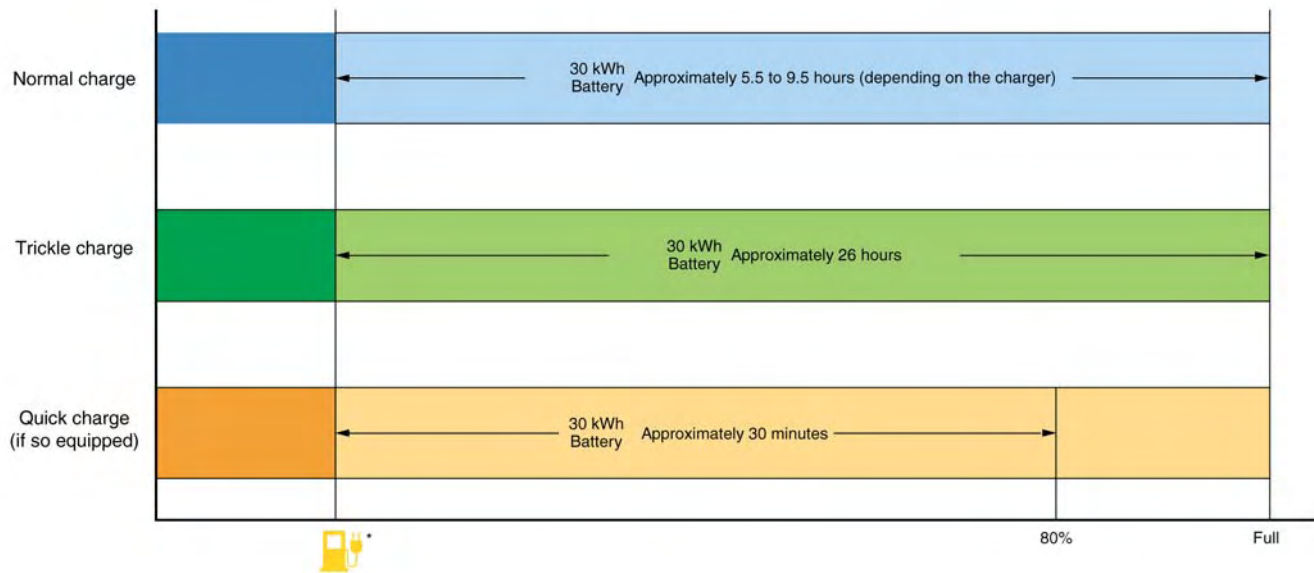 Normal charge
30 kWh
Battery
Approximately 5.5 to 9.5 hours (depending on the charger)
Trickle charge
30 kWh
Battery
Approximately 26 hours
Quick charge
(if so equipped)
30 kWh
Battery
Approximately 30 minutes
*
80%
Full